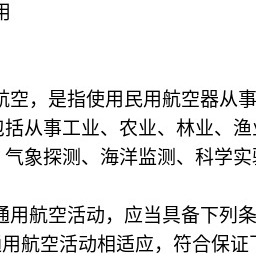 用
航空，是指使用民用航空器从事
包括从事工业、农业、林业、渔
气象探测、海洋监测、科学实
通用航空活动，应当具备下列条
通用航空活动相适应，符合保证